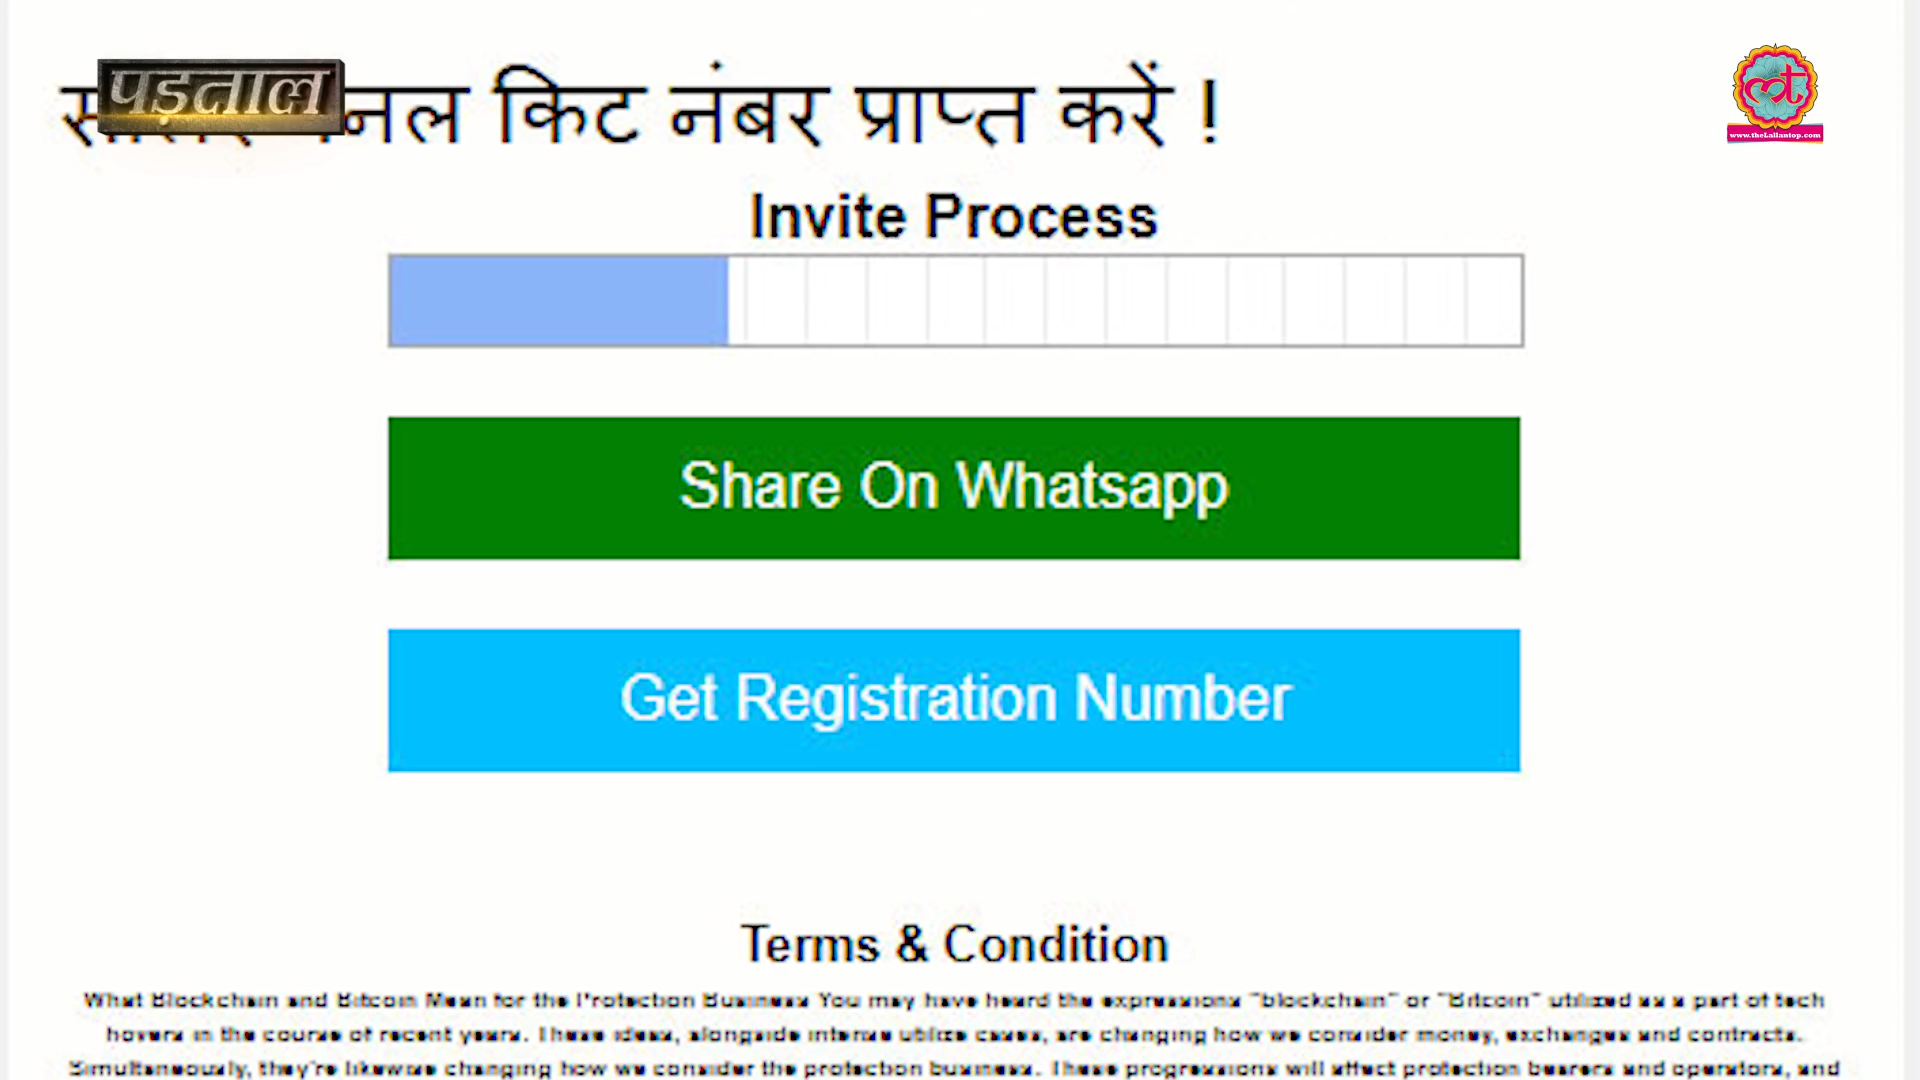 पड़ताल
किट नंबर प्राप्त करें !
www.theLallantop.com
Invite Process
Share On Whatsapp
Get Registration Number
Terms & Condition
What Blockchain and Bitcoin Mean for the Protection Business You may have heard the expressions "blockchain" or "Bitcoin" utilized as a part of tech
hovers in the course of recent years. These ideas, alongside intense utilize cases, are changing how we consider money, exchanges and contracts.
Simultaneously, they're likewise changing how we consider the protection business. These progressions will affect protection bearers and operators, and